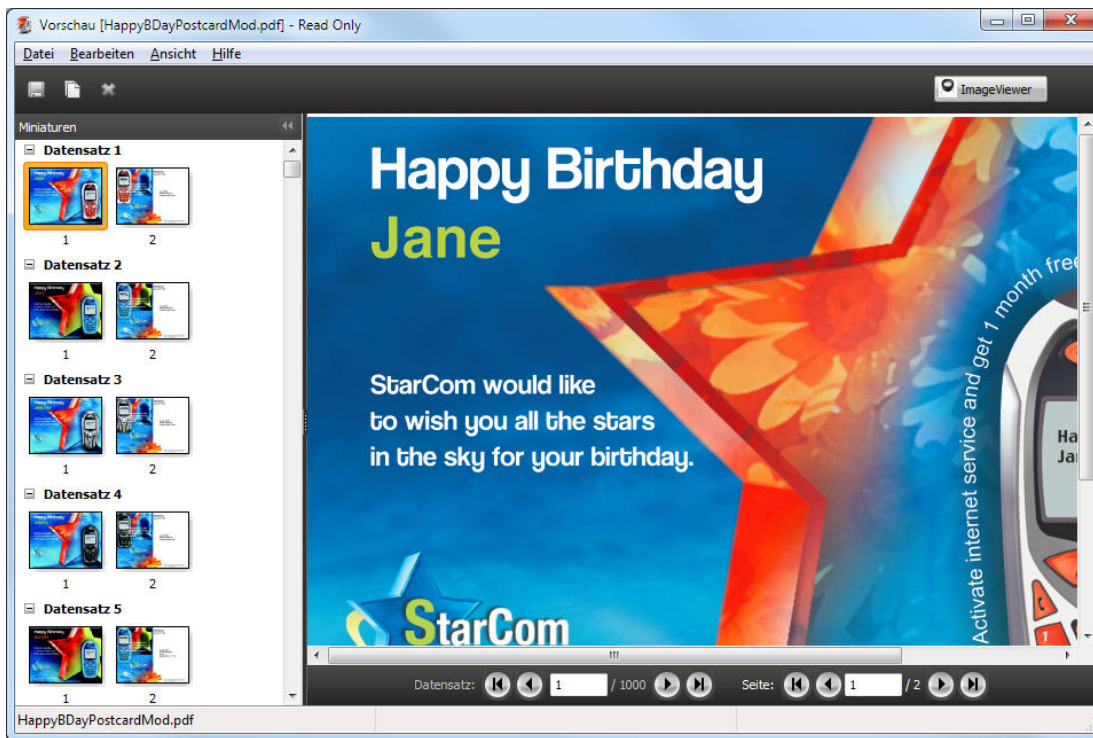 Vorschau [HappyBDayPostcardMod.pdf] - Read Only
Datei Bearbeiten Ansicht Hilfe
ImageViewer
Miniaturen
Datensatz 1
1 2
Datensatz 2
1 2
Datensatz 3
1 2
Datensatz 4
1 2
Datensatz 5
1 2
Happy Birthday
Jane
StarCom would like
to wish you all the stars
in the sky for your birthday.
StarCom
Activate internet service and get 1 month free
Datensatz: 1 / 1000 Seite: 1 / 2
HappyBDayPostcardMod.pdf